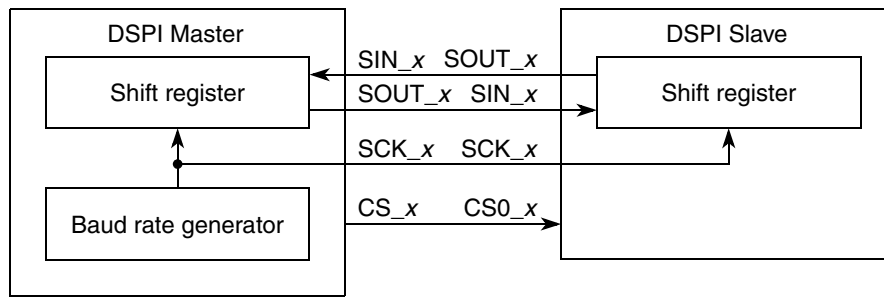 DSPI Master DSPI Slave
SIN_x SOUT_x
Shift register Shift register
SOUT_x SIN_x
SCK_x SCK_x
Baud rate generator CS_x CS0_x